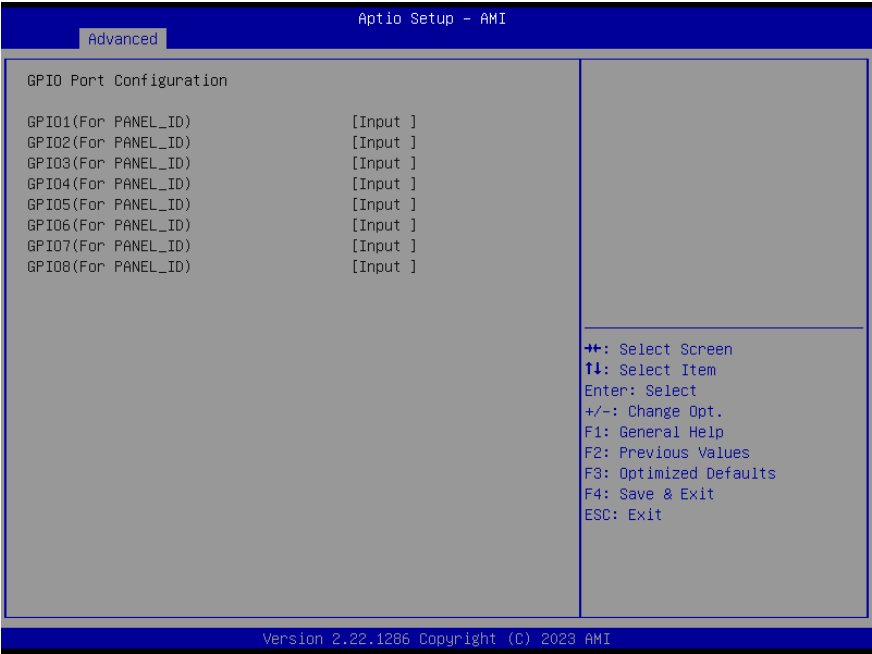 Aptio Setup - AMI
Advanced
GPIO Port Configuration
GPIO1(For PANEL_ID) [Input ]
GPIO2(For PANEL_ID) [Input ]
GPIO3(For PANEL_ID) [Input ]
GPIO4(For PANEL_ID) [Input ]
GPIO5(For PANEL_ID) [Input ]
GPIO6(For PANEL_ID) [Input ]
GPIO7(For PANEL_ID) [Input ]
GPIO8(For PANEL_ID) [Input ]
→←: Select Screen
↑↓: Select Item
Enter: Select
+/-: Change Opt.
F1: General Help
F2: Previous Values
F3: Optimized Defaults
F4: Save & Exit
ESC: Exit
Version 2.22.1286 Copyright (C) 2023 AMI